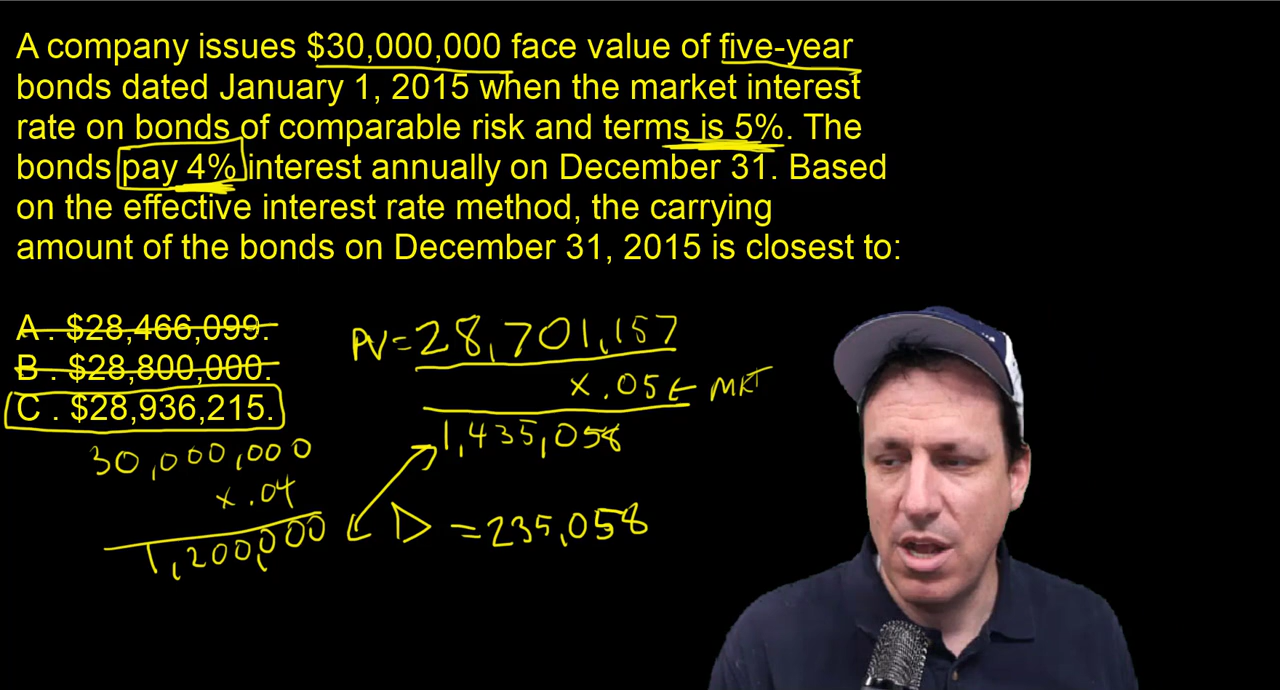 A company issues $30,000,000 face value of five-year
bonds dated January 1, 2015 when the market interest
rate on bonds of comparable risk and terms is 5%. The
bonds pay 4% interest annually on December 31. Based
on the effective interest rate method, the carrying
amount of the bonds on December 31, 2015 is closest to:
A . $28,466,099.
B . $28,800,000.
C . $28,936,215.
PV=28,701,157
x.05 ← MKT
1,435,058
30,000,000
x.04
1,200,000
D =235,058